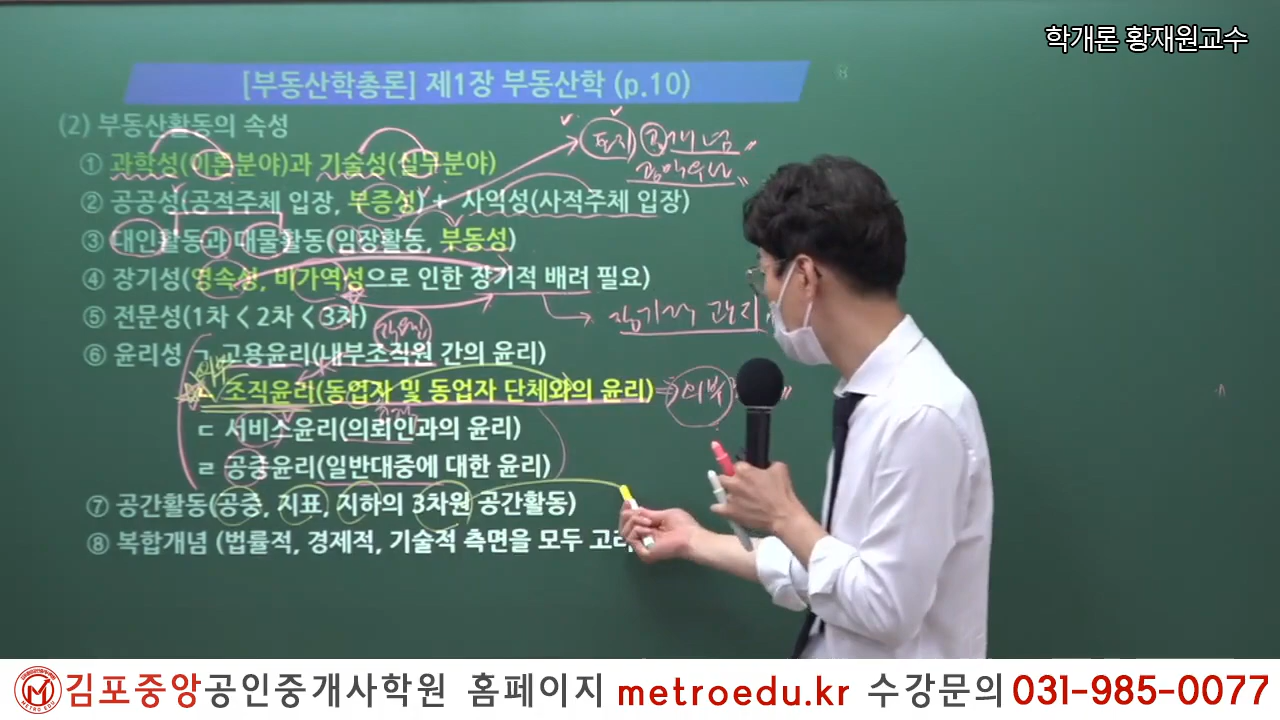 학개론 황재원교수
[부동산학총론] 제1장 부동산학 (p.10)
(2) 부동산활동의 속성
① 과학성(이론분야)과 기술성(실무분야)
② 공공성(공적주체 입장, 부증성) + 사익성(사적주체 입장)
③ 대인활동과 대물활동(임장활동, 부동성)
④ 장기성(영속성, 비가역성으로 인한 장기적 배려 필요)
⑤ 전문성(1차 < 2차 < 3차)
⑥ 윤리성 ㄱ 고용윤리(내부조직원 간의 윤리)
ㄴ 조직윤리(동업자 및 동업자 단체와의 윤리)
ㄷ 서비스윤리(의뢰인과의 윤리)
ㄹ 공중윤리(일반대중에 대한 윤리)
⑦ 공간활동(공중, 지표, 지하의 3차원 공간활동)
⑧ 복합개념 (법률적, 경제적, 기술적 측면을 모두 고려
토지 공개념
장기적 관리
외부
METRO EDU
김포중앙공인중개사학원 홈페이지 metroedu.kr 수강문의 031-985-0077